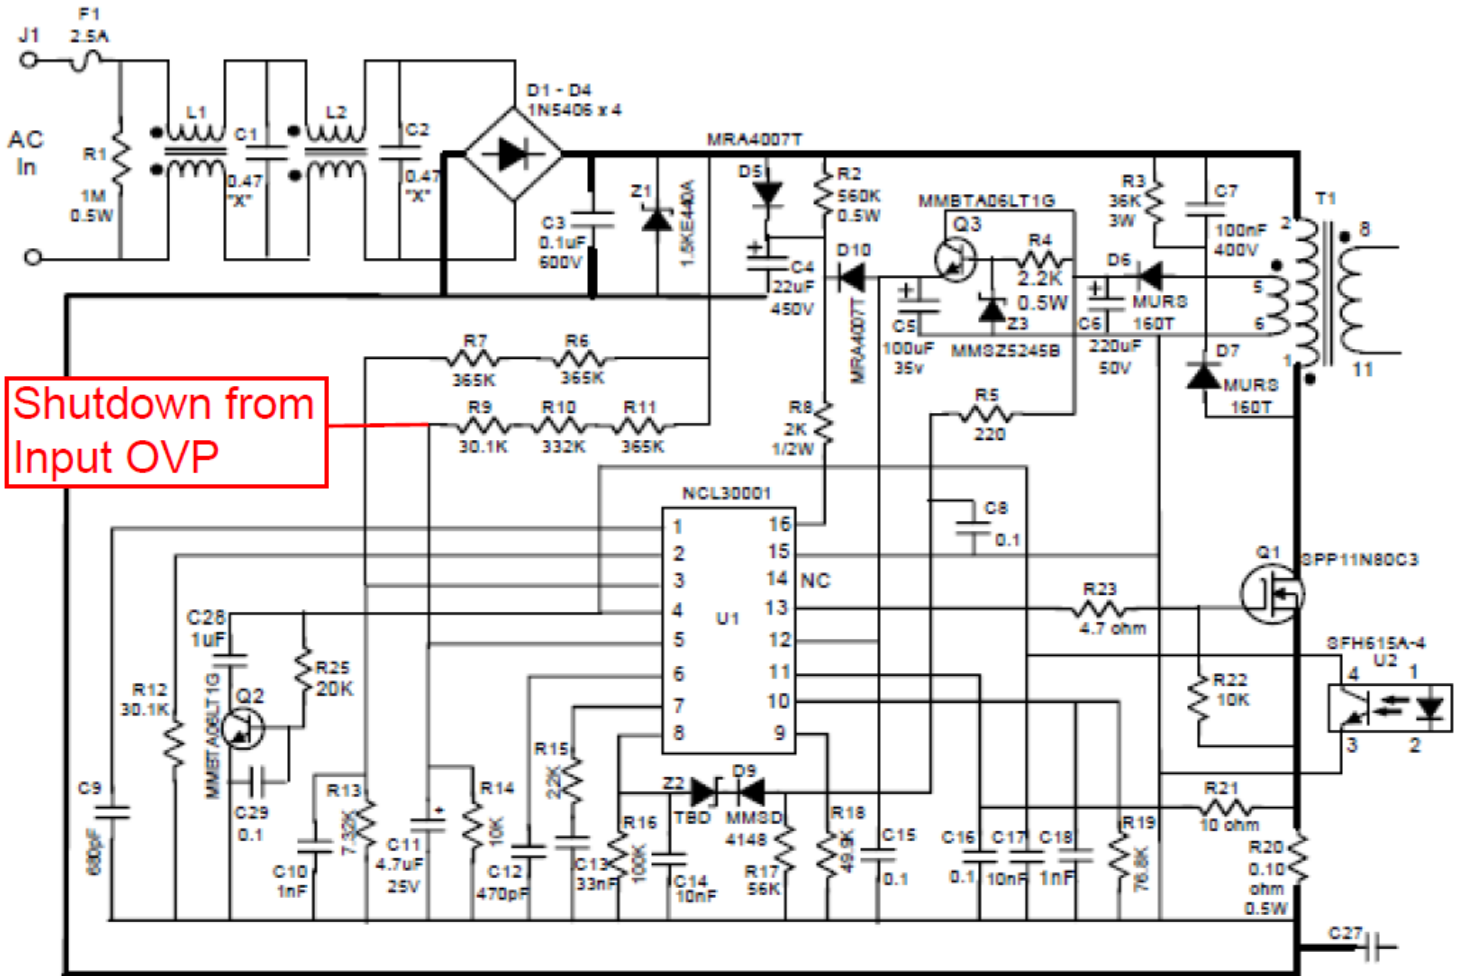 F1
2.5A
J1
AC
In
R1
1M
0.5W
L1
C1
0.47
"X"
L2
C2
0.47
"X"
D1 - D4
1N5406 x 4
MRA4007T
C3
0.1uF
600V
Z1
1.5KE440A
D5
R2
560K
0.5W
C4
22uF
450V
D10
MRA4007T
MMBTA06LT1G
Q3
R4
2.2K
0.5W
C5
100uF
35v
Z3
MMSZ5245B
R3
36K
3W
C7
100nF
400V
D6
MURS
160T
C6
220uF
50V
D7
MURS
160T
T1
2
8
5
6
1
11
R7
365K
R6
365K
Shutdown from
Input OVP
R9
30.1K
R10
332K
R11
365K
R8
2K
1/2W
R5
220
NCL30001
1
2
3
4
5
6
7
8
U1
16
15
14
13
12
11
10
9
NC
C8
0.1
Q1
SPP11N80C3
R23
4.7 ohm
SFH615A-4
U2
4
1
3
2
R22
10K
C28
1uF
R25
20K
R12
30.1K
Q2
MMBTA06LT1G
C29
0.1
C9
680pF
R13
7.32K
C10
1nF
C11
4.7uF
25V
R14
10K
R15
2.2K
C12
470pF
C13
33nF
R16
100K
C14
10nF
Z2
TBD
D9
MMSD
4148
R17
56K
R18
49.9K
C15
0.1
C16
0.1
C17
10nF
C18
1nF
R19
76.8K
R21
10 ohm
R20
0.10
ohm
0.5W
C27